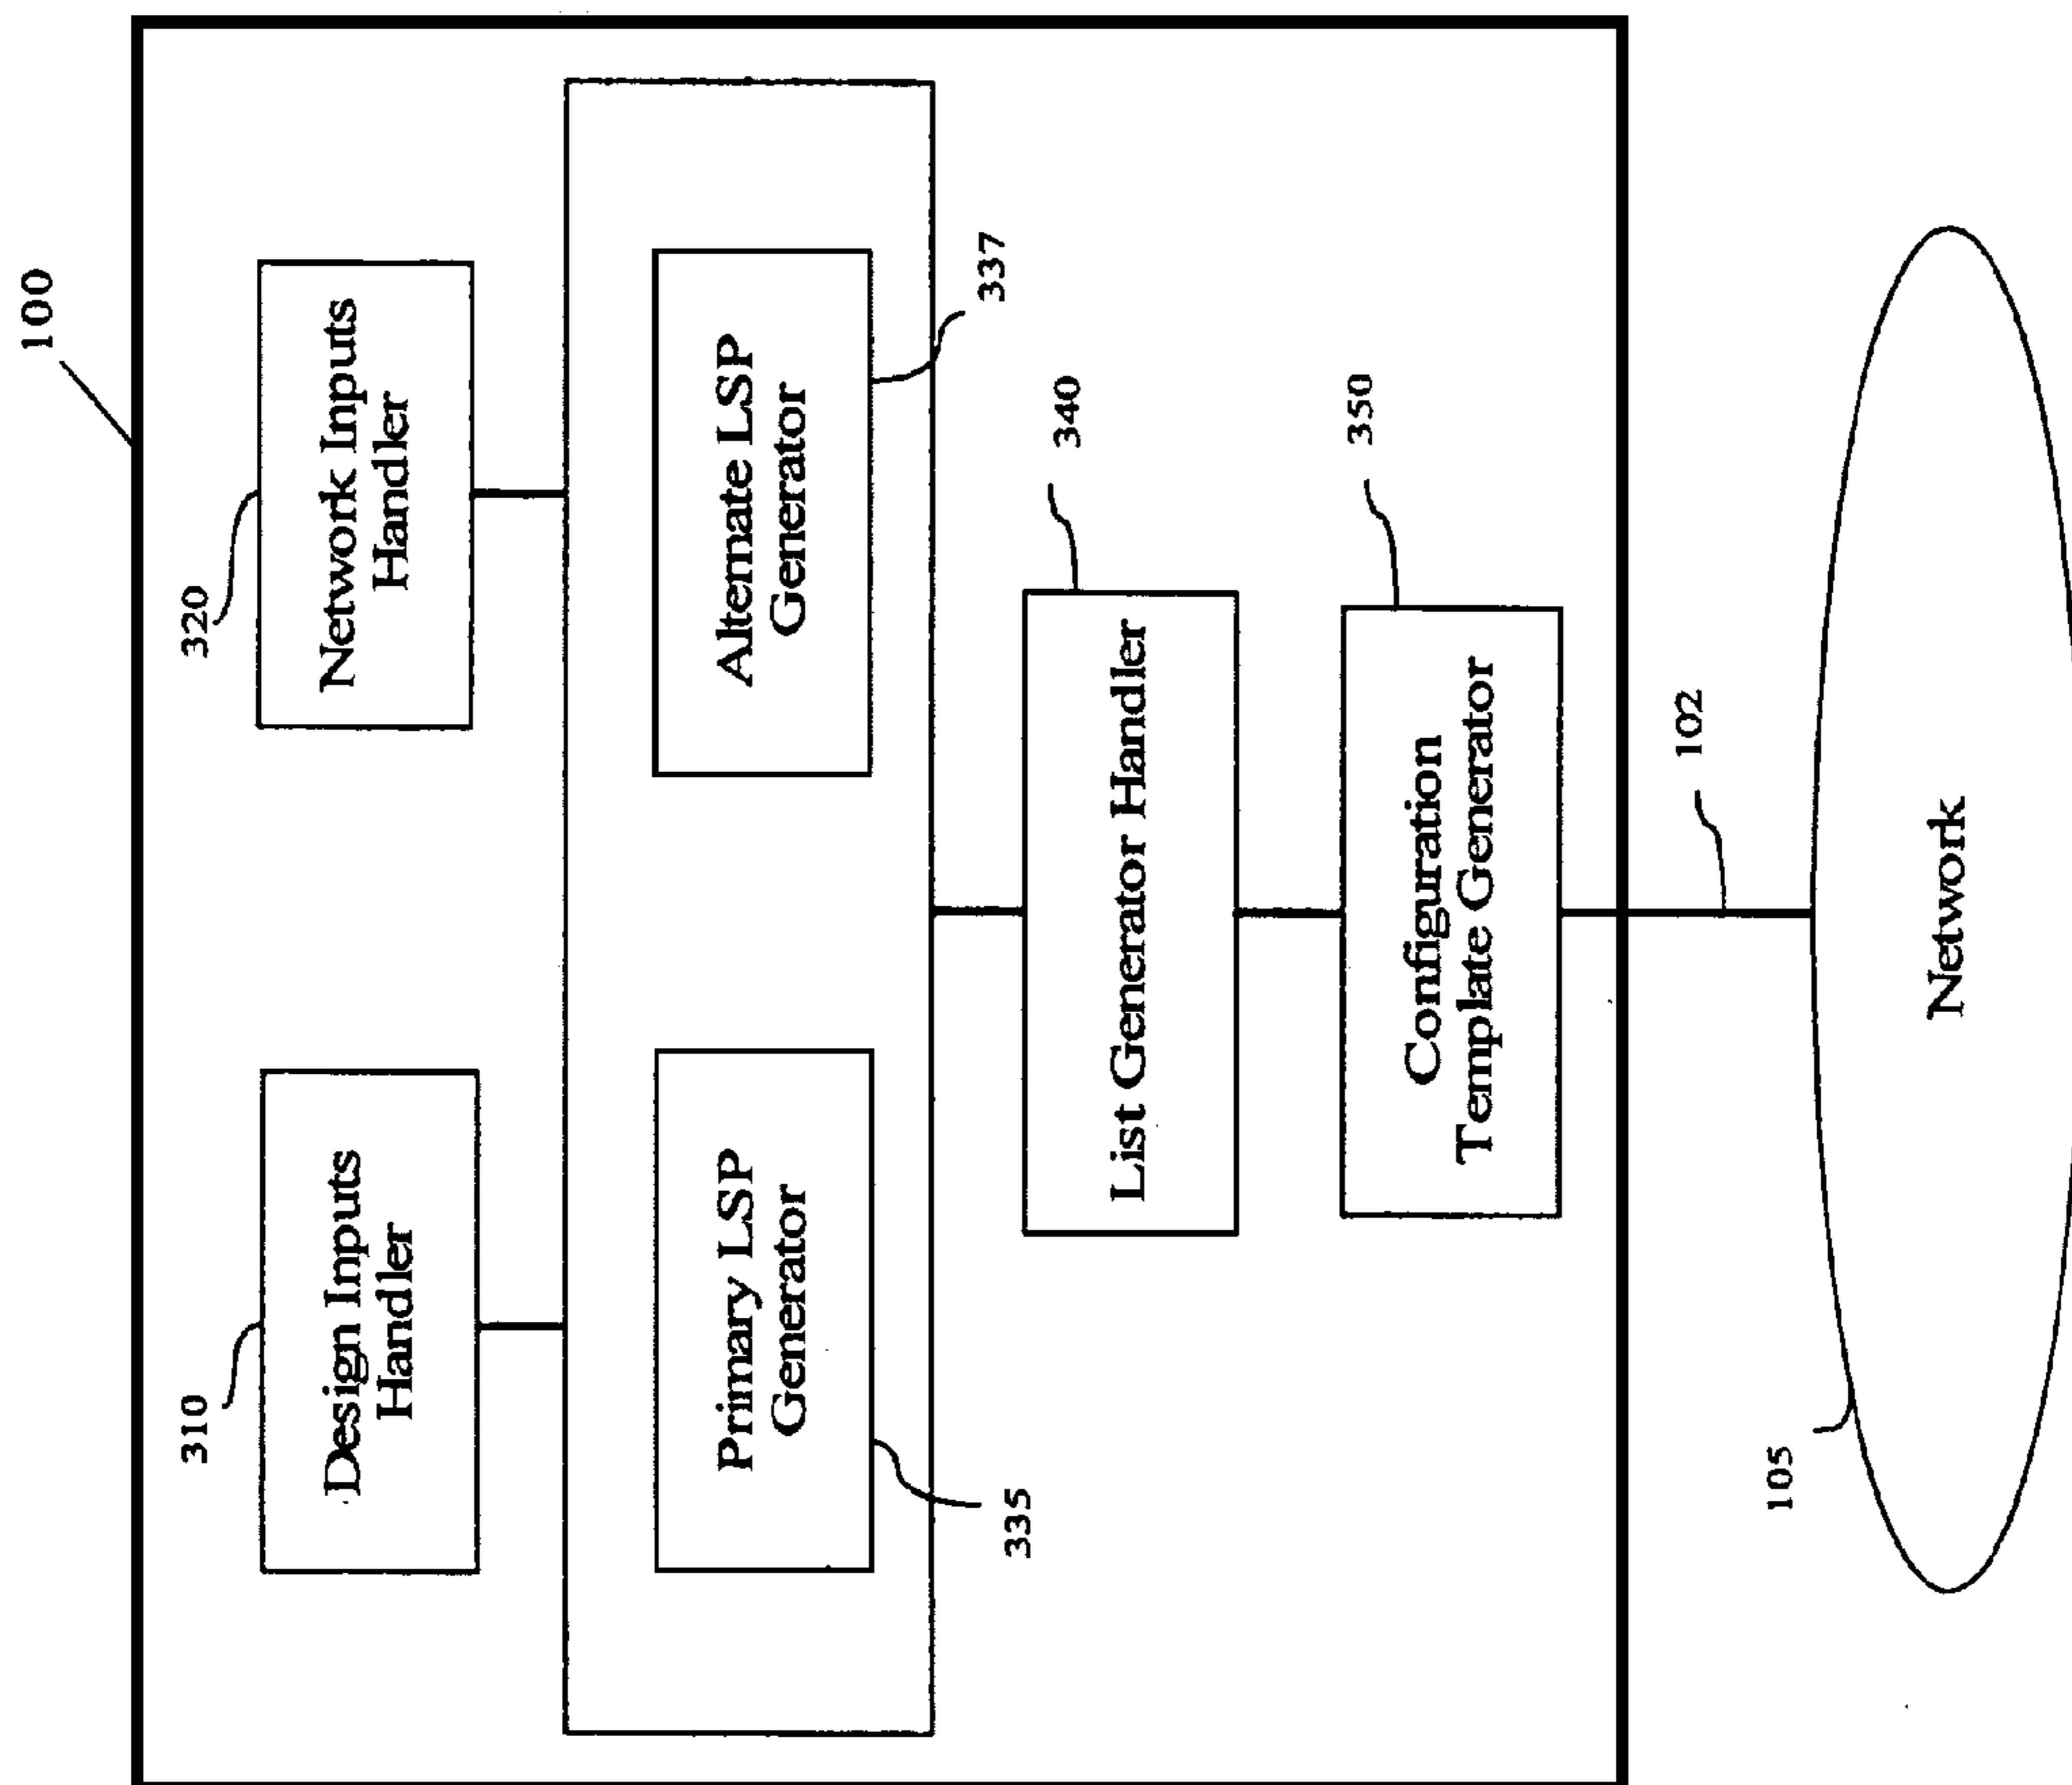 100
310
Design Inputs
Handler
320
Network Inputs
Handler
Primary LSP
Generator
335
Alternate LSP
Generator
337
List Generator Handler
340
Configuration
Template Generator
350
102
105
Network